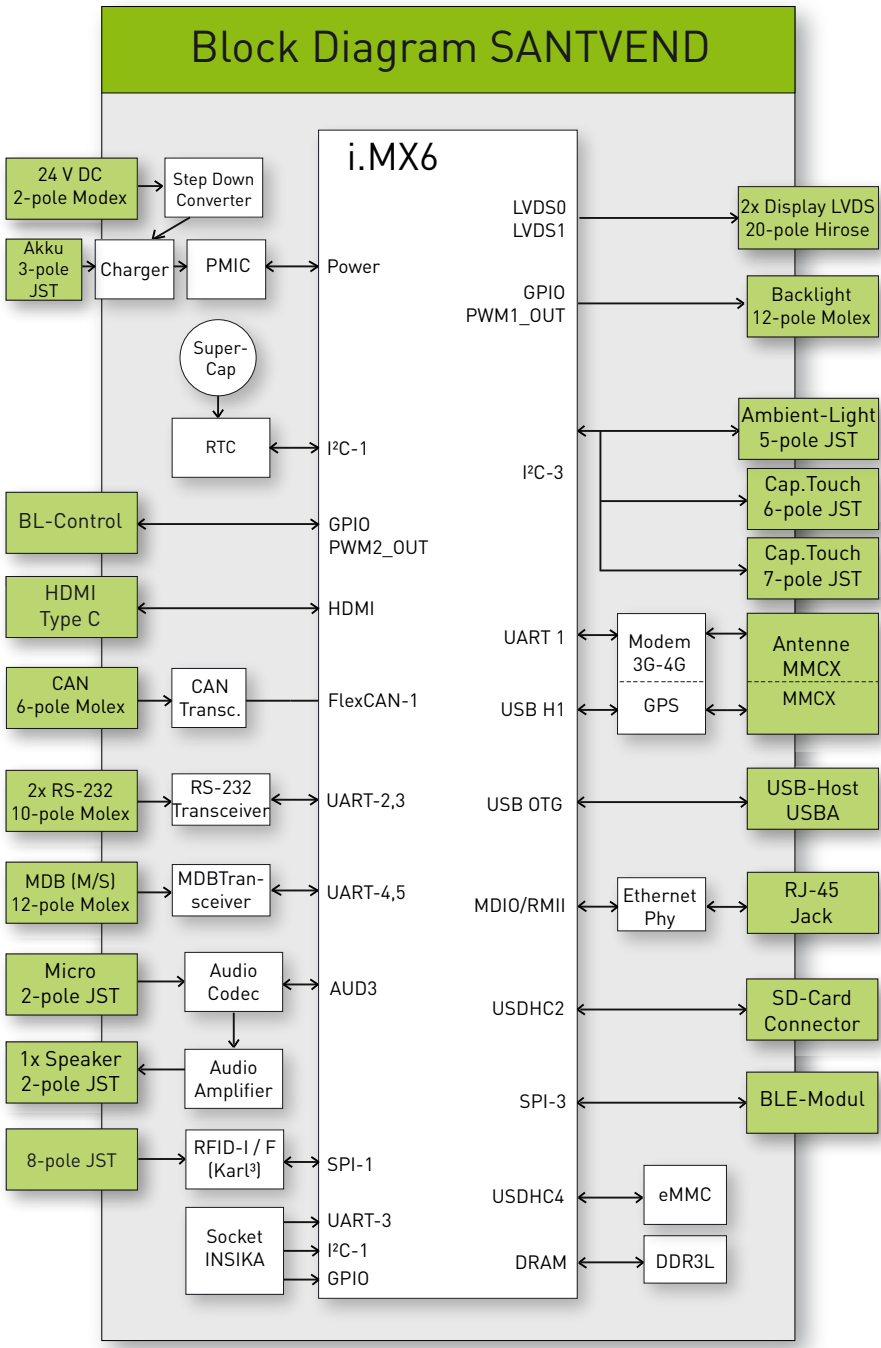 Block Diagram SANTVEND
i.MX6
24 V DC
2-pole Modex
Step Down
Converter
Akku
3-pole
JST
Charger
PMIC
Power
Super-
Cap
RTC
I²C-1
BL-Control
GPIO
PWM2_OUT
HDMI
Type C
HDMI
CAN
6-pole Molex
CAN
Transc.
FlexCAN-1
2x RS-232
10-pole Molex
RS-232
Transceiver
UART-2,3
MDB (M/S)
12-pole Molex
MDBTran-
sceiver
UART-4,5
Micro
2-pole JST
Audio
Codec
AUD3
1x Speaker
2-pole JST
Audio
Amplifier
8-pole JST
RFID-I / F
(Karl³)
SPI-1
Socket
INSIKA
UART-3
I²C-1
GPIO
LVDS0
LVDS1
2x Display LVDS
20-pole Hirose
GPIO
PWM1_OUT
Backlight
12-pole Molex
I²C-3
Ambient-Light
5-pole JST
Cap.Touch
6-pole JST
Cap.Touch
7-pole JST
UART 1
Modem
3G-4G
Antenne
MMCX
USB H1
GPS
MMCX
USB OTG
USB-Host
USBA
MDIO/RMII
Ethernet
Phy
RJ-45
Jack
USDHC2
SD-Card
Connector
SPI-3
BLE-Modul
USDHC4
eMMC
DRAM
DDR3L